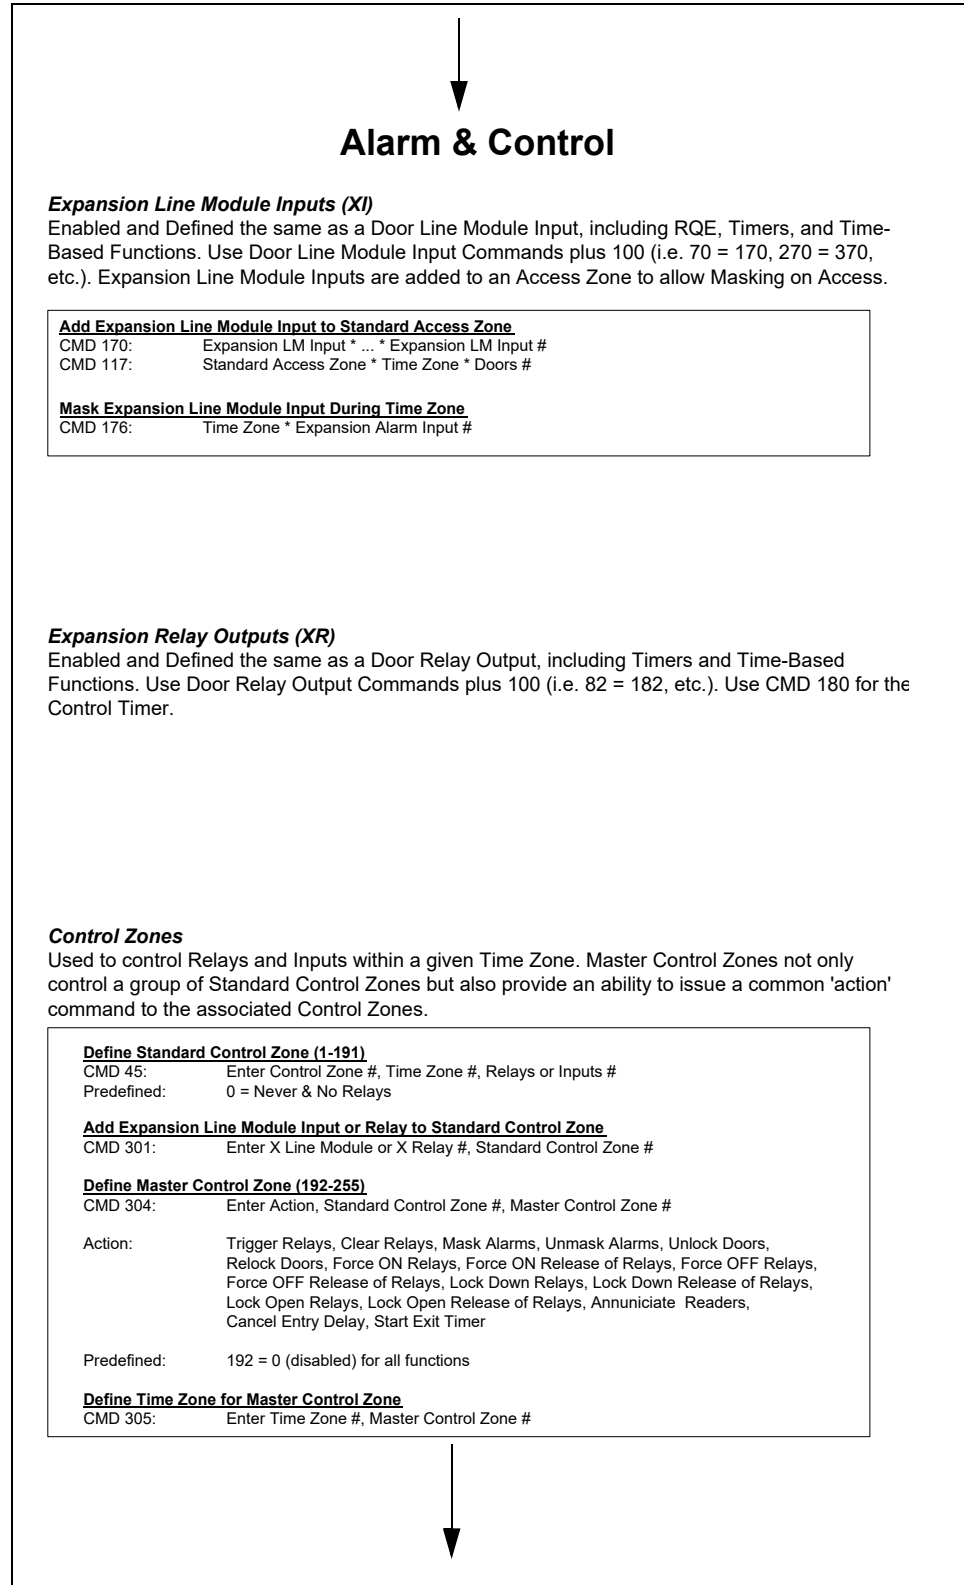 Alarm & Control
Expansion Line Module Inputs (XI)
Enabled and Defined the same as a Door Line Module Input, including RQE, Timers, and Time-
Based Functions. Use Door Line Module Input Commands plus 100 (i.e. 70 = 170, 270 = 370,
etc.). Expansion Line Module Inputs are added to an Access Zone to allow Masking on Access.
Add Expansion Line Module Input to Standard Access Zone
CMD 170: Expansion LM Input * ... * Expansion LM Input #
CMD 117: Standard Access Zone * Time Zone * Doors #
Mask Expansion Line Module Input During Time Zone
CMD 176: Time Zone * Expansion Alarm Input #
Expansion Relay Outputs (XR)
Enabled and Defined the same as a Door Relay Output, including Timers and Time-Based
Functions. Use Door Relay Output Commands plus 100 (i.e. 82 = 182, etc.). Use CMD 180 for the
Control Timer.
Control Zones
Used to control Relays and Inputs within a given Time Zone. Master Control Zones not only
control a group of Standard Control Zones but also provide an ability to issue a common 'action'
command to the associated Control Zones.
Define Standard Control Zone (1-191)
CMD 45: Enter Control Zone #, Time Zone #, Relays or Inputs #
Predefined: 0 = Never & No Relays
Add Expansion Line Module Input or Relay to Standard Control Zone
CMD 301: Enter X Line Module or X Relay #, Standard Control Zone #
Define Master Control Zone (192-255)
CMD 304: Enter Action, Standard Control Zone #, Master Control Zone #
Action: Trigger Relays, Clear Relays, Mask Alarms, Unmask Alarms, Unlock Doors,
Relock Doors, Force ON Relays, Force ON Release of Relays, Force OFF Relays,
Force OFF Release of Relays, Lock Down Relays, Lock Down Release of Relays,
Lock Open Relays, Lock Open Release of Relays, Annuniciate Readers,
Cancel Entry Delay, Start Exit Timer
Predefined: 192 = 0 (disabled) for all functions
Define Time Zone for Master Control Zone
CMD 305: Enter Time Zone #, Master Control Zone #